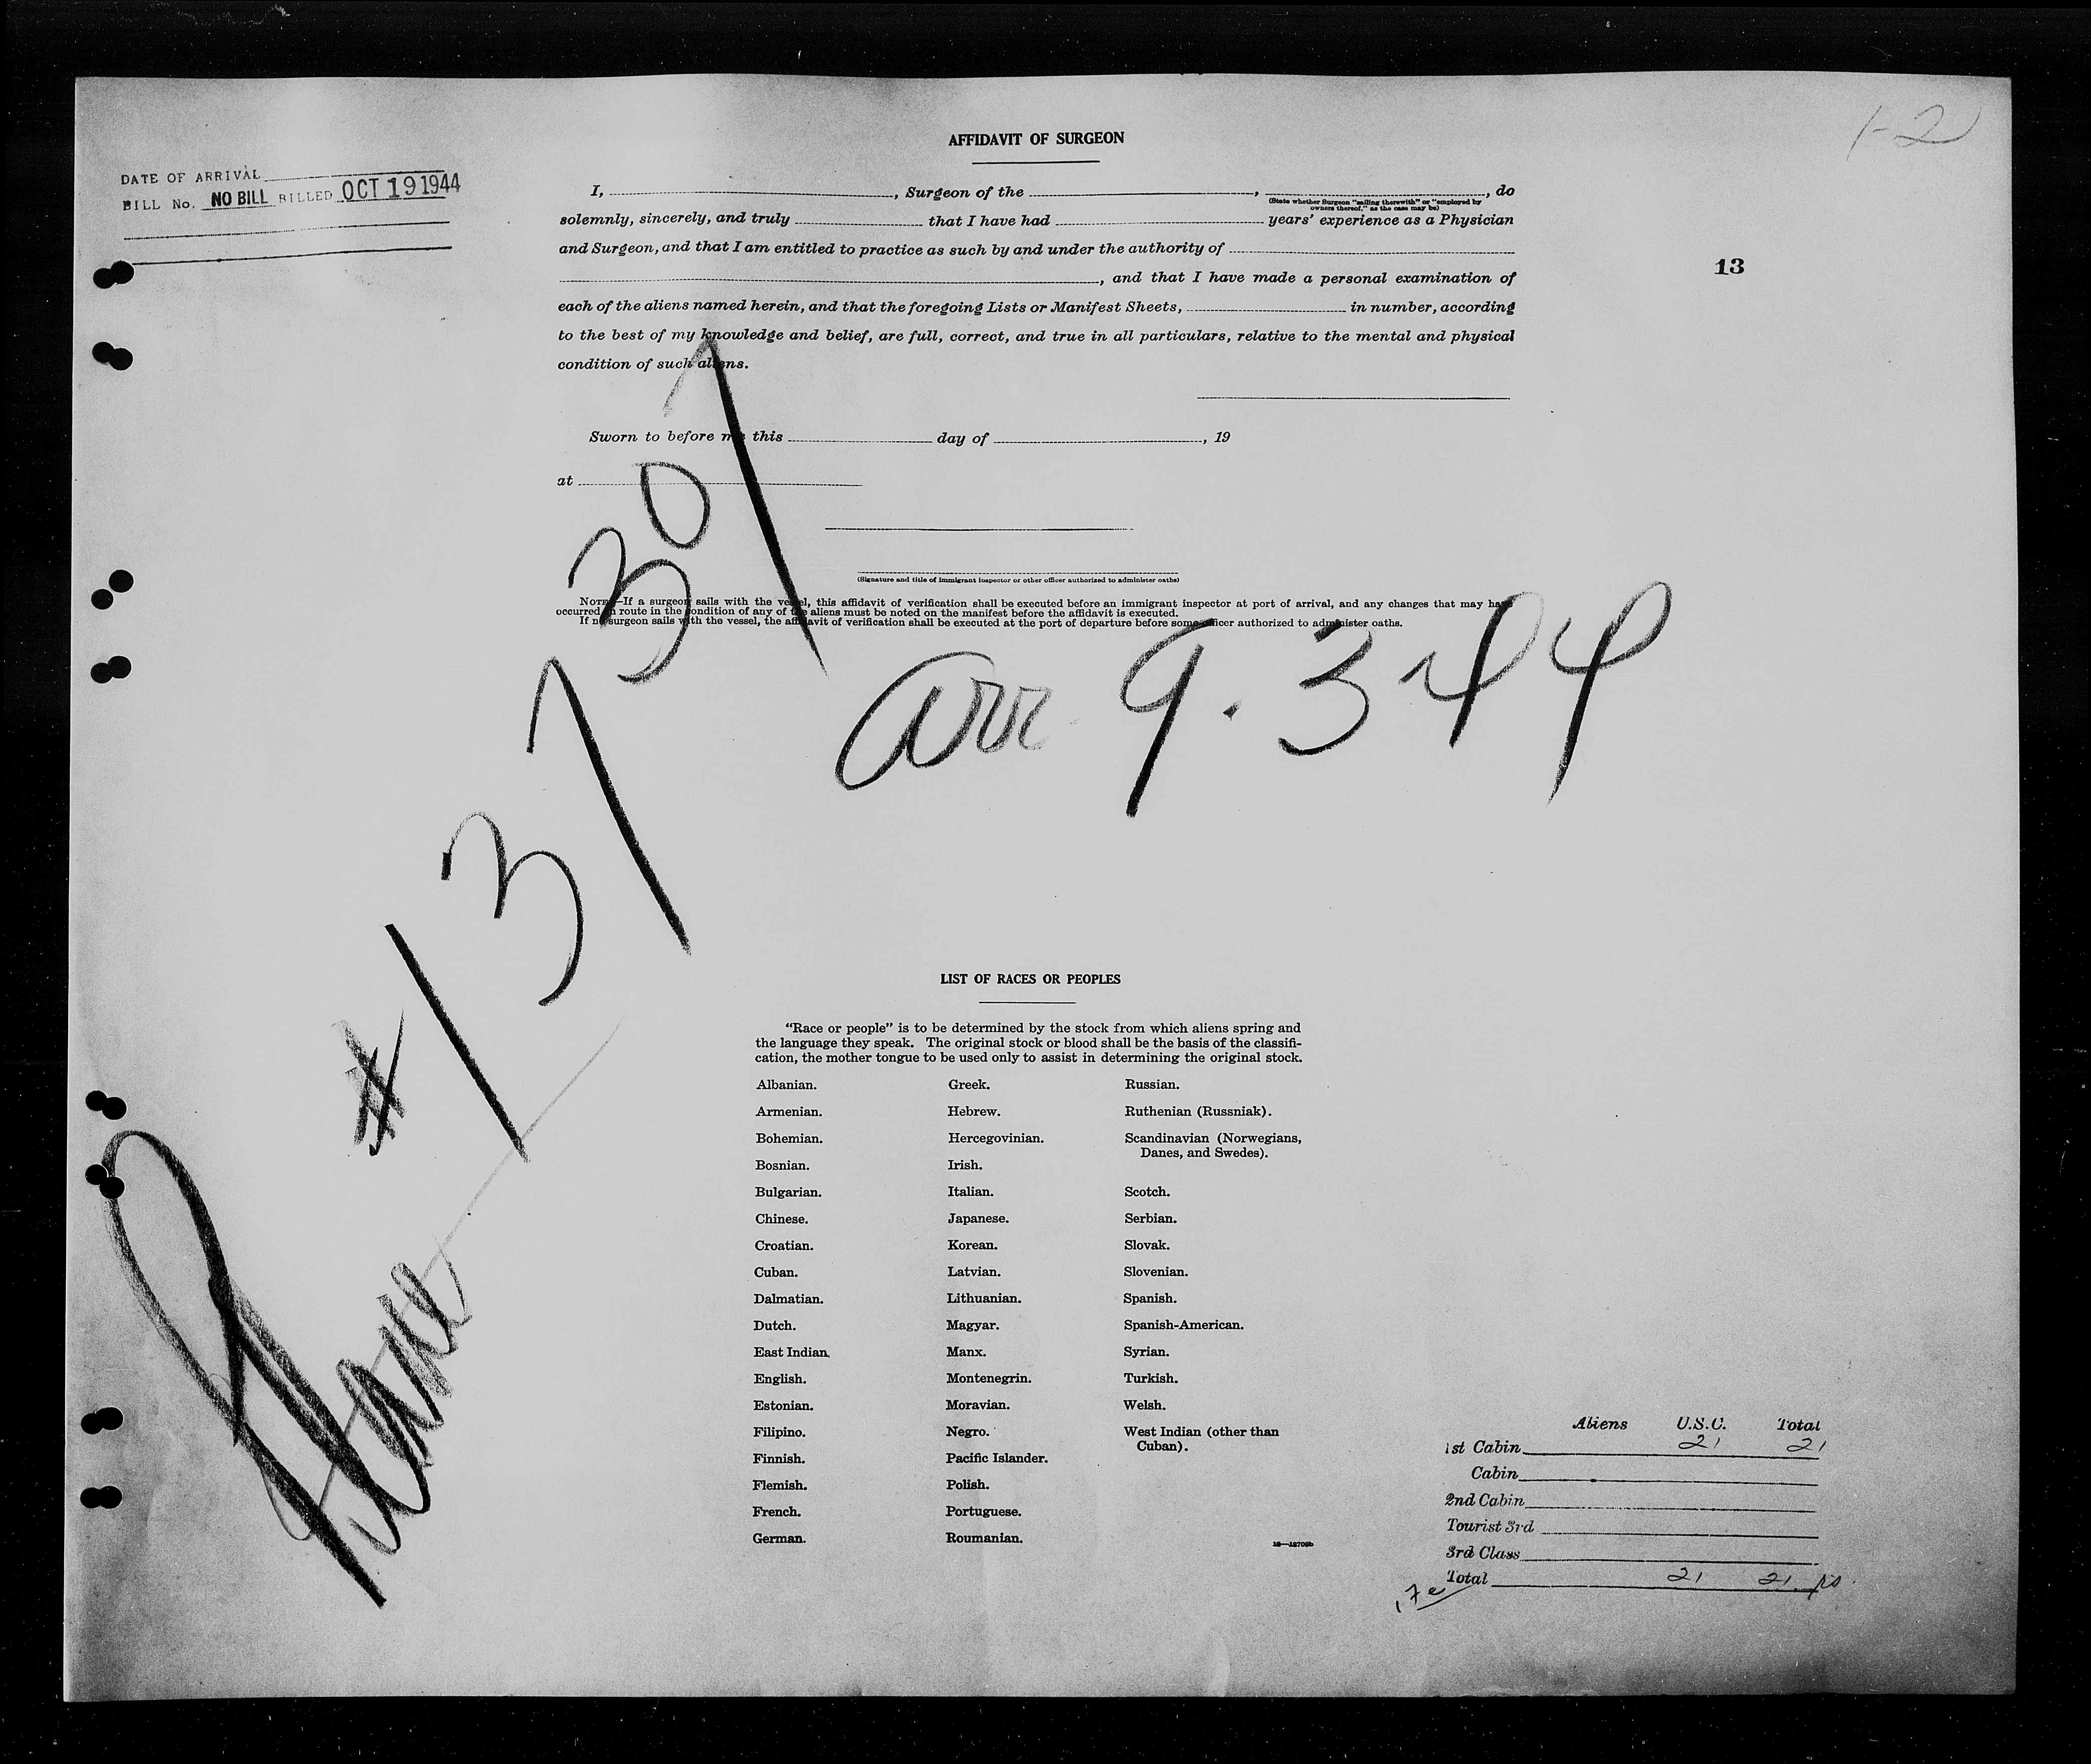 1-2
DATE OF ARRIVAL
BILL No. NO BILL BILLED OCT 19 1944
AFFIDAVIT OF SURGEON
I, , Surgeon of the , , do
(State whether Surgeon "sailing therewith" or "employed by
owners thereof," as the case may be)
solemnly, sincerely, and truly that I have had years' experience as a Physician
and Surgeon, and that I am entitled to practice as such by and under the authority of
, and that I have made a personal examination of
13
each of the aliens named herein, and that the foregoing Lists or Manifest Sheets, in number, according
to the best of my knowledge and belief, are full, correct, and true in all particulars, relative to the mental and physical
condition of such aliens.
Sworn to before me this day of , 19
at
(Signature and title of immigrant inspector or other officer authorized to administer oaths)
NOTE.—If a surgeon sails with the vessel, this affidavit of verification shall be executed before an immigrant inspector at port of arrival, and any changes that may have
occurred in route in the condition of any of the aliens must be noted on the manifest before the affidavit is executed.
If no surgeon sails with the vessel, the affidavit of verification shall be executed at the port of departure before some officer authorized to administer oaths.
Plane #137307
arr 9.3 44
LIST OF RACES OR PEOPLES
"Race or people" is to be determined by the stock from which aliens spring and
the language they speak. The original stock or blood shall be the basis of the classifi-
cation, the mother tongue to be used only to assist in determining the original stock.
Albanian.
Armenian.
Bohemian.
Bosnian.
Bulgarian.
Chinese.
Croatian.
Cuban.
Dalmatian.
Dutch.
East Indian.
English.
Estonian.
Filipino.
Finnish.
Flemish.
French.
German.
Greek.
Hebrew.
Hercegovinian.
Irish.
Italian.
Japanese.
Korean.
Latvian.
Lithuanian.
Magyar.
Manx.
Montenegrin.
Moravian.
Negro.
Pacific Islander.
Polish.
Portuguese.
Roumanian.
Russian.
Ruthenian (Russniak).
Scandinavian (Norwegians,
Danes, and Swedes).
Scotch.
Serbian.
Slovak.
Slovenian.
Spanish.
Spanish-American.
Syrian.
Turkish.
Welsh.
West Indian (other than
Cuban).
Aliens U.S.C. Total
1st Cabin 21 21
Cabin
2nd Cabin
Tourist 3rd
3rd Class
Total 21 21